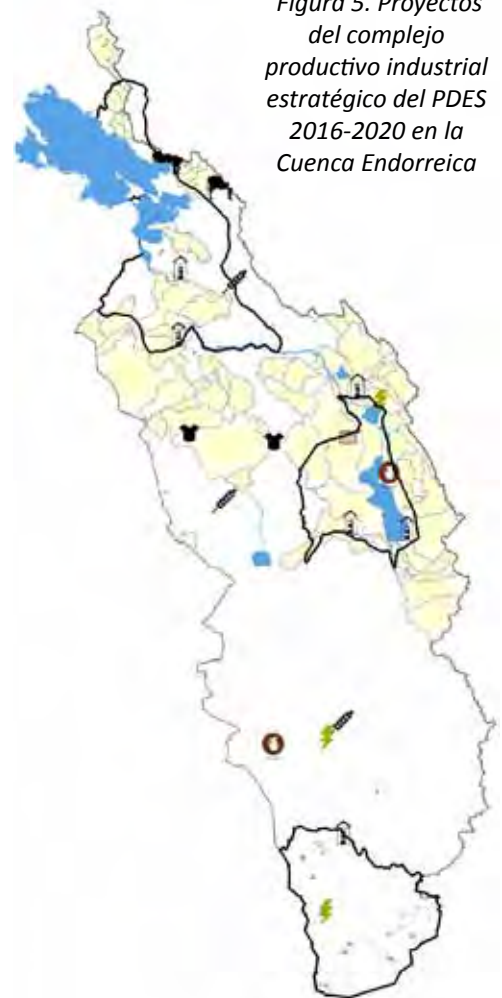 Figura 5. Proyectos
del complejo
productivo industrial
estratégico del PDES
2016-2020 en la
Cuenca Endorreica